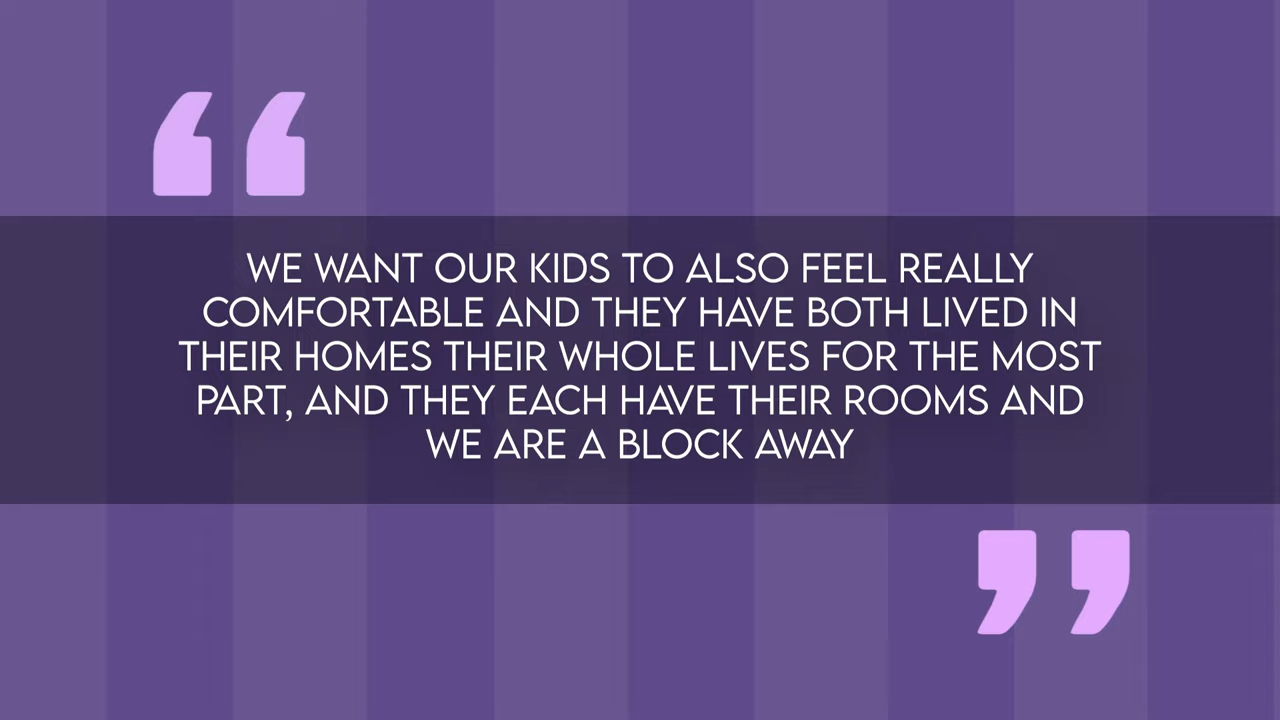 “
WE WANT OUR KIDS TO ALSO FEEL REALLY
COMFORTABLE AND THEY HAVE BOTH LIVED IN
THEIR HOMES THEIR WHOLE LIVES FOR THE MOST
PART, AND THEY EACH HAVE THEIR ROOMS AND
WE ARE A BLOCK AWAY
”